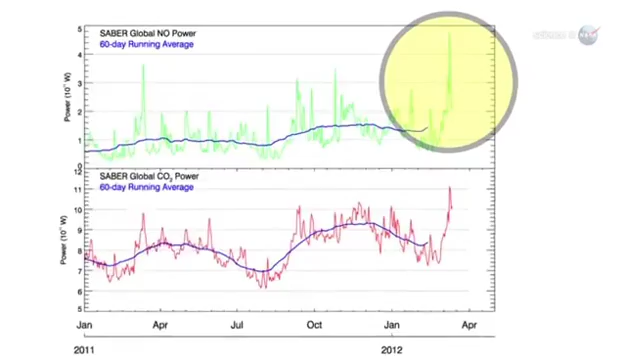 SABER Global NO Power
60-day Running Average
5
4
3
2
1
0
Power (10¹¹ W)
SABER Global CO₂ Power
60-day Running Average
12
11
10
9
8
7
6
5
Power (10¹¹ W)
Jan Apr Jul Oct Jan Apr
2011 2012